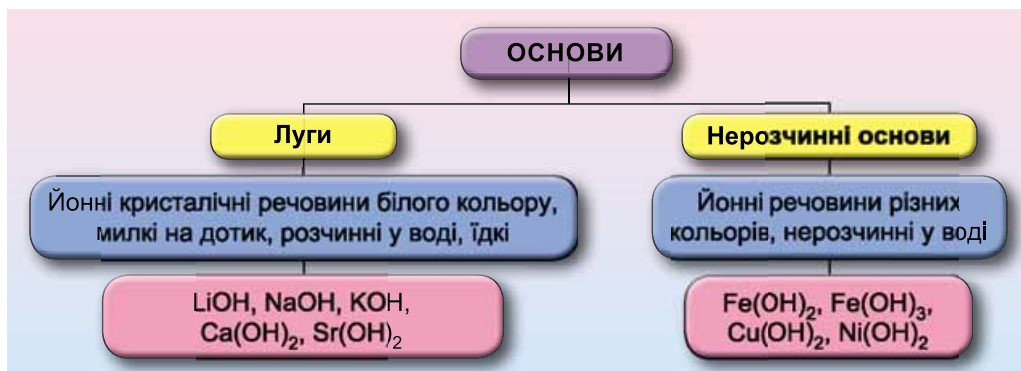 ОСНОВИ
Луги
Нерозчинні основи
Йонні кристалічні речовини білого кольору,
милкі на дотик, розчинні у воді, їдкі
Йонні речовини різних
кольорів, нерозчинні у воді
LiOH, NaOH, KOH,
Ca(OH)₂, Sr(OH)₂
Fe(OH)₂, Fe(OH)₃,
Cu(OH)₂, Ni(OH)₂